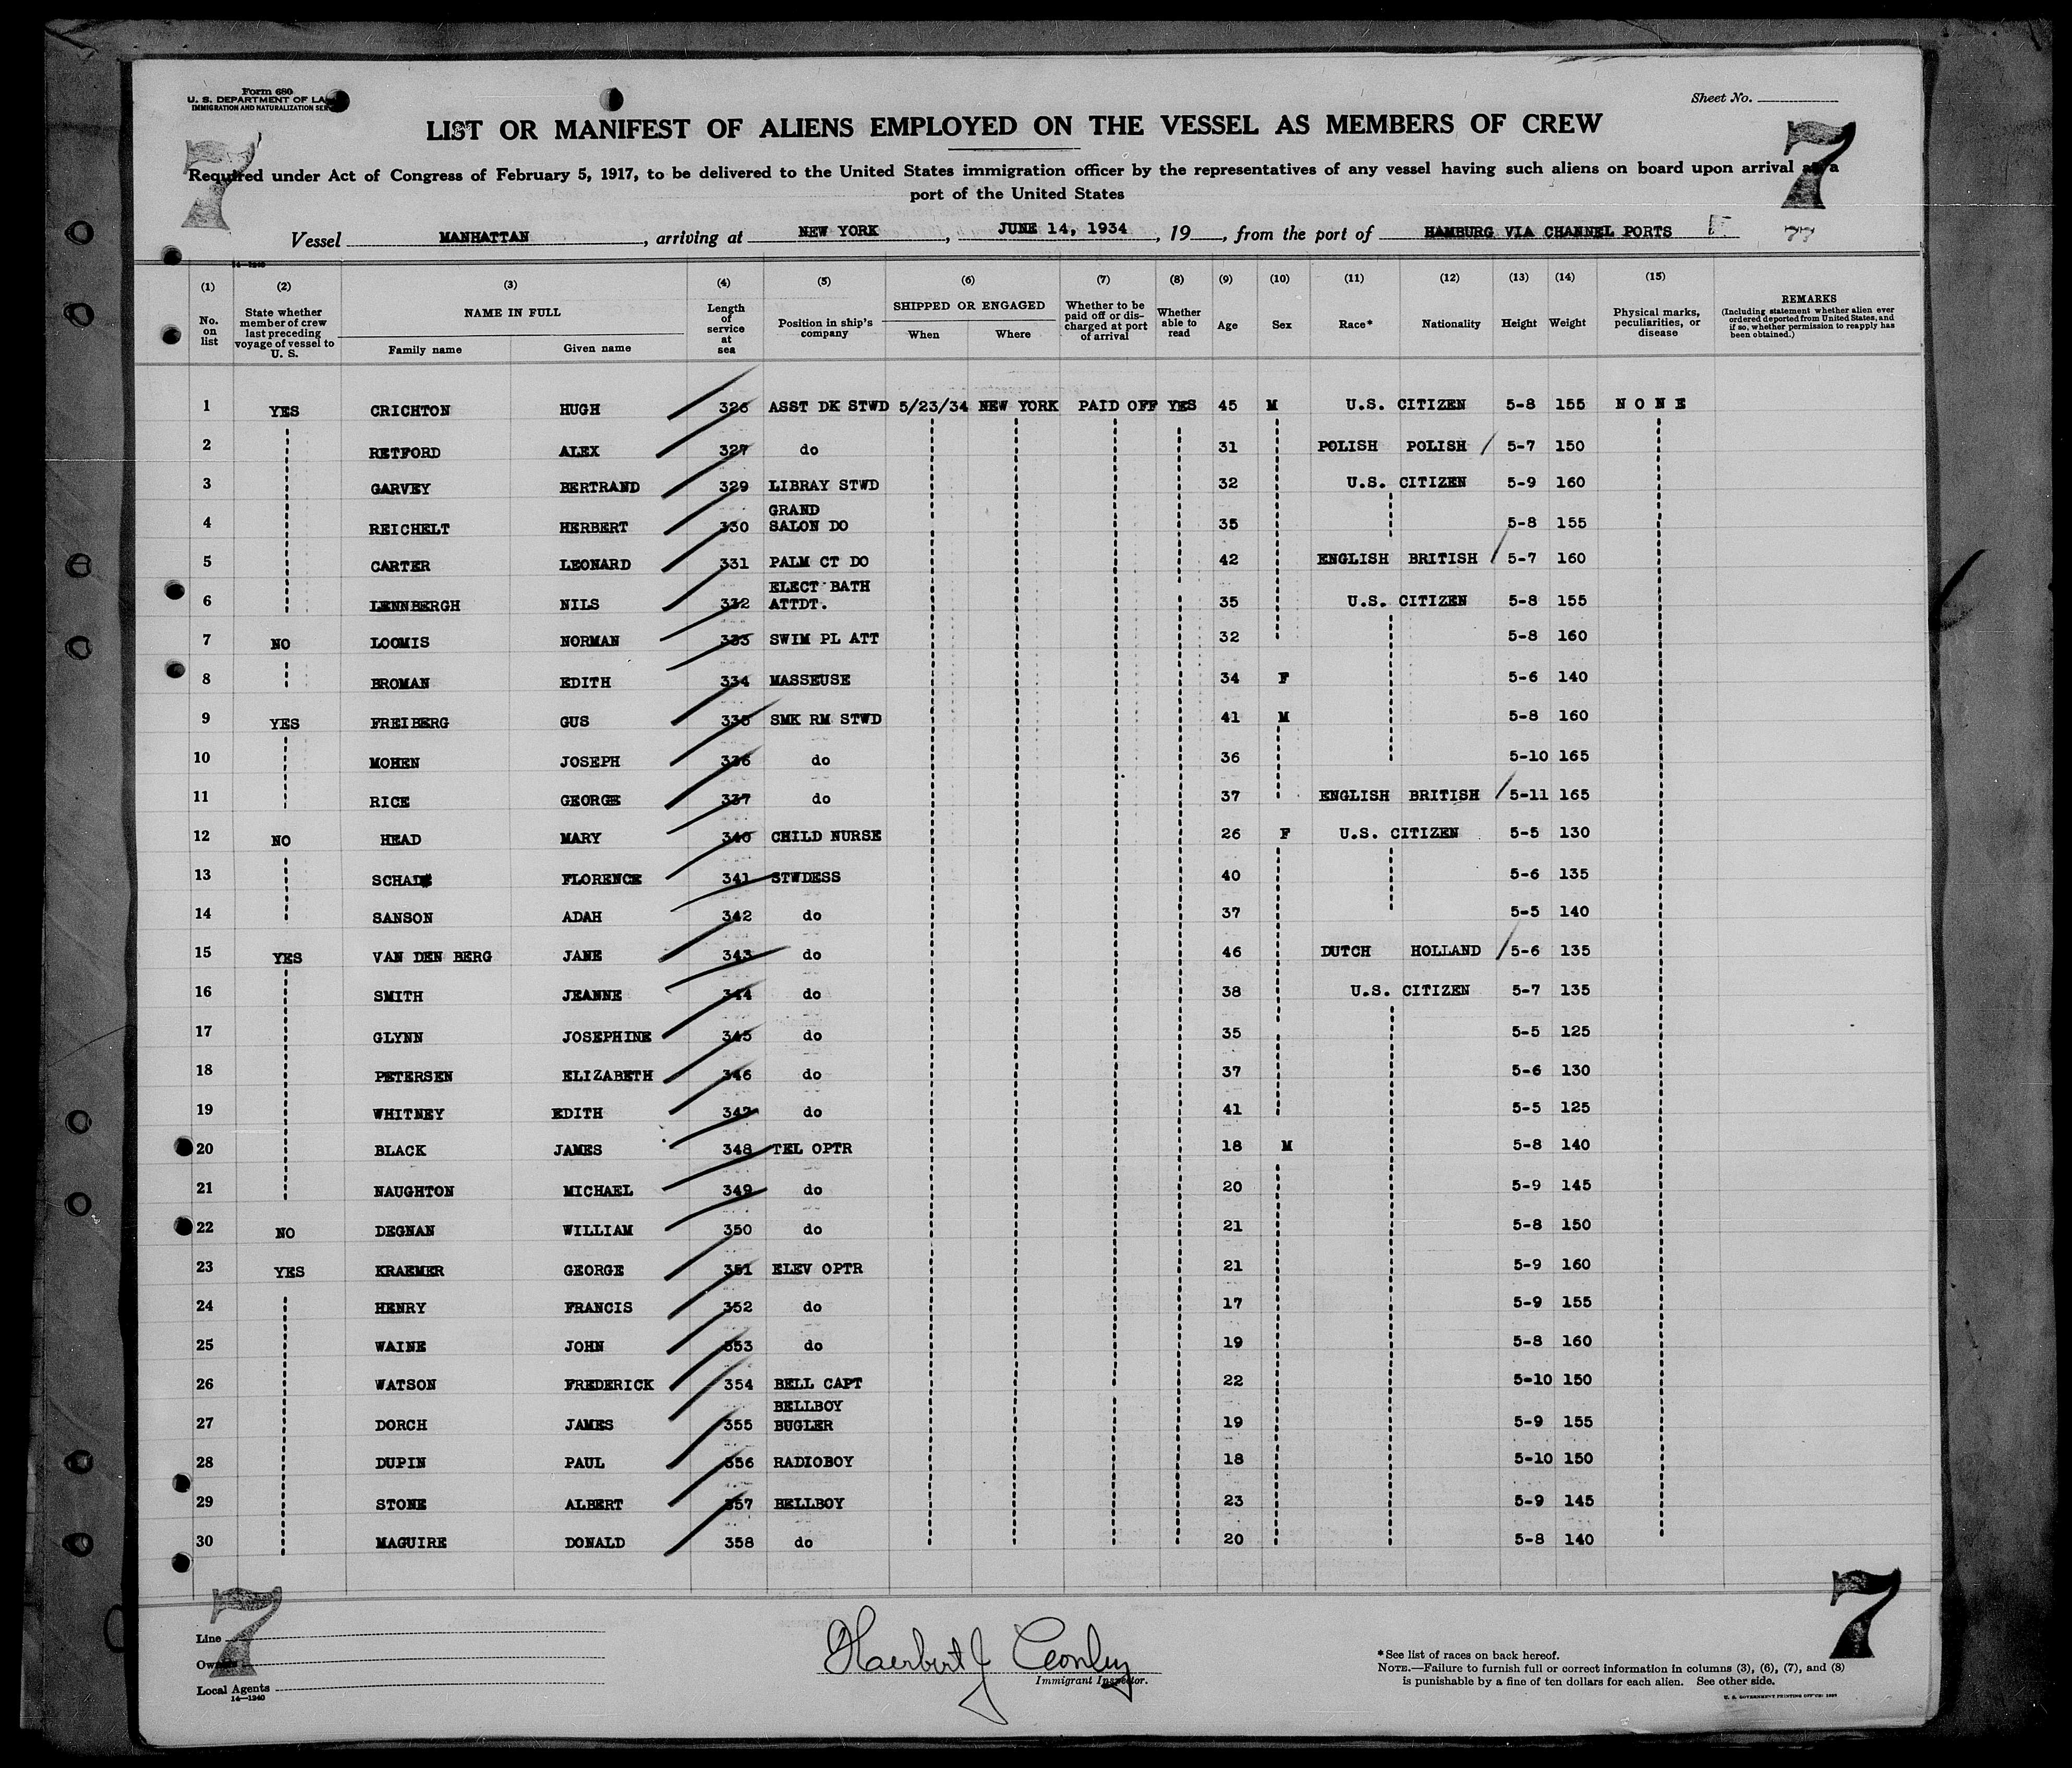 Form 680
U. S. DEPARTMENT OF LA
IMMIGRATION AND NATURALIZATION SER
Sheet No.
LIST OR MANIFEST OF ALIENS EMPLOYED ON THE VESSEL AS MEMBERS OF CREW
7 7
Required under Act of Congress of February 5, 1917, to be delivered to the United States immigration officer by the representatives of any vessel having such aliens on board upon arrival at a
port of the United States
Vessel MANHATTAN, arriving at NEW YORK, JUNE 14, 1934, 19, from the port of HAMBURG VIA CHANNEL PORTS
14—1240
(1) (2) (3) (4) (5) (6) (7) (8) (9) (10) (11) (12) (13) (14) (15)
No. on list State whether member of crew last preceding voyage of vessel to U. S. NAME IN FULL Family name Given name Length of service at sea Position in ship's company SHIPPED OR ENGAGED When Where Whether to be paid off or discharged at port of arrival Whether able to read Age Sex Race* Nationality Height Weight Physical marks, peculiarities, or disease REMARKS (Including statement whether alien ever ordered deported from United States, and if so, whether permission to reapply has been obtained.)
1 YES CRICHTON HUGH 326 ASST DK STWD 5/23/34 NEW YORK PAID OFF YES 45 M U.S. CITIZEN 5-8 155 NONE
2 RETFORD ALEX 327 do 31 POLISH POLISH 5-7 150
3 GARVEY BERTRAND 329 LIBRAY STWD 32 U.S. CITIZEN 5-9 160
4 REICHELT HERBERT 330 GRAND SALON DO 35 5-8 155
5 CARTER LEONARD 331 PALM CT DO 42 ENGLISH BRITISH 5-7 160
6 LENNBERGH NILS 332 ELECT BATH ATTDT. 35 U.S. CITIZEN 5-8 155
7 NO LOOMIS NORMAN 333 SWIM PL ATT 32 5-8 160
8 BROMAN EDITH 334 MASSEUSE 34 F 5-6 140
9 YES FREIBERG GUS 335 SMK RM STWD 41 M 5-8 160
10 MOHEN JOSEPH 336 do 36 5-10 165
11 RICE GEORGE 337 do 37 ENGLISH BRITISH 5-11 165
12 NO HEAD MARY 340 CHILD NURSE 26 F U.S. CITIZEN 5-5 130
13 SCHADE FLORENCE 341 STWDESS 40 5-6 135
14 SANSON ADAH 342 do 37 5-5 140
15 YES VAN DEN BERG JANE 343 do 46 DUTCH HOLLAND 5-6 135
16 SMITH JEANNE 344 do 38 U.S. CITIZEN 5-7 135
17 GLYNN JOSEPHINE 345 do 35 5-5 125
18 PETERSEN ELIZABETH 346 do 37 5-6 130
19 WHITNEY EDITH 347 do 41 5-5 125
20 BLACK JAMES 348 TEL OPTR 18 M 5-8 140
21 NAUGHTON MICHAEL 349 do 20 5-9 145
22 NO DEGNAN WILLIAM 350 do 21 5-8 150
23 YES KRAEMER GEORGE 351 ELEV OPTR 21 5-9 160
24 HENRY FRANCIS 352 do 17 5-9 155
25 WAINE JOHN 353 do 19 5-8 160
26 WATSON FREDERICK 354 BELL CAPT 22 5-10 150
27 DORCH JAMES 355 BELLBOY BUGLER 19 5-9 155
28 DUPIN PAUL 356 RADIOBOY 18 5-10 150
29 STONE ALBERT 357 BELLBOY 23 5-9 145
30 MAGUIRE DONALD 358 do 20 5-8 140
7 7
Line
Owners
Local Agents
14—1240
Immigrant Inspector.
*See list of races on back hereof.
NOTE.—Failure to furnish full or correct information in columns (3), (6), (7), and (8)
is punishable by a fine of ten dollars for each alien. See other side.